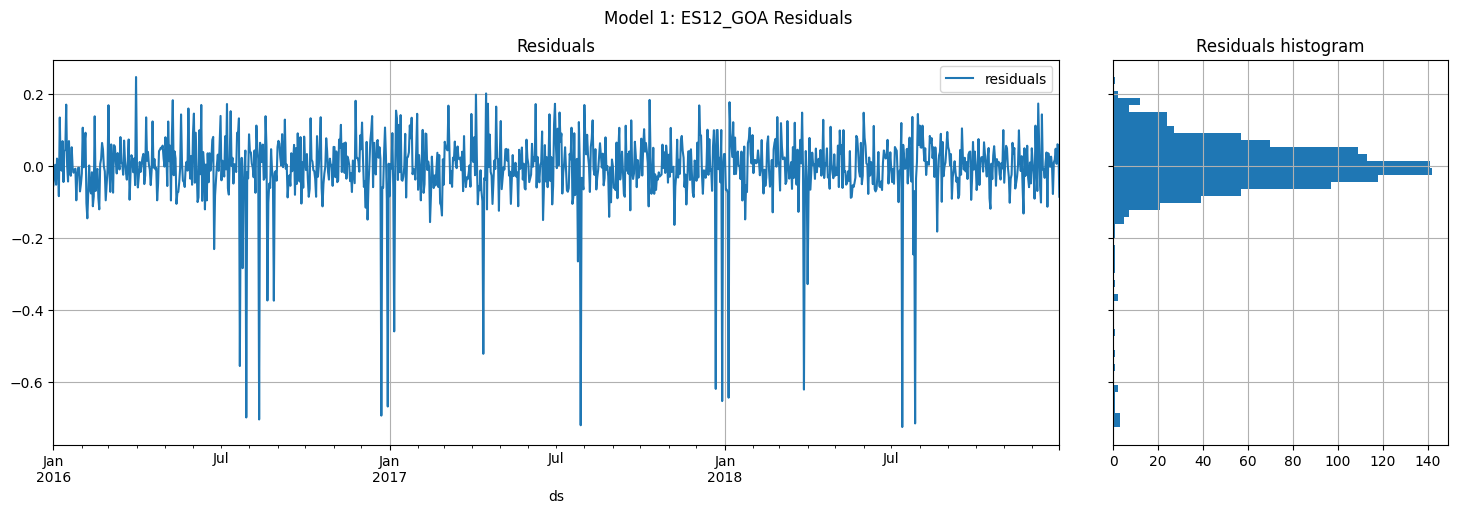 Model 1: ES12_GOA Residuals
Residuals
residuals
0.2
0.0
−0.2
−0.4
−0.6
Jan
2016
Jul
Jan
2017
Jul
Jan
2018
Jul
ds
Residuals histogram
0 20 40 60 80 100 120 140